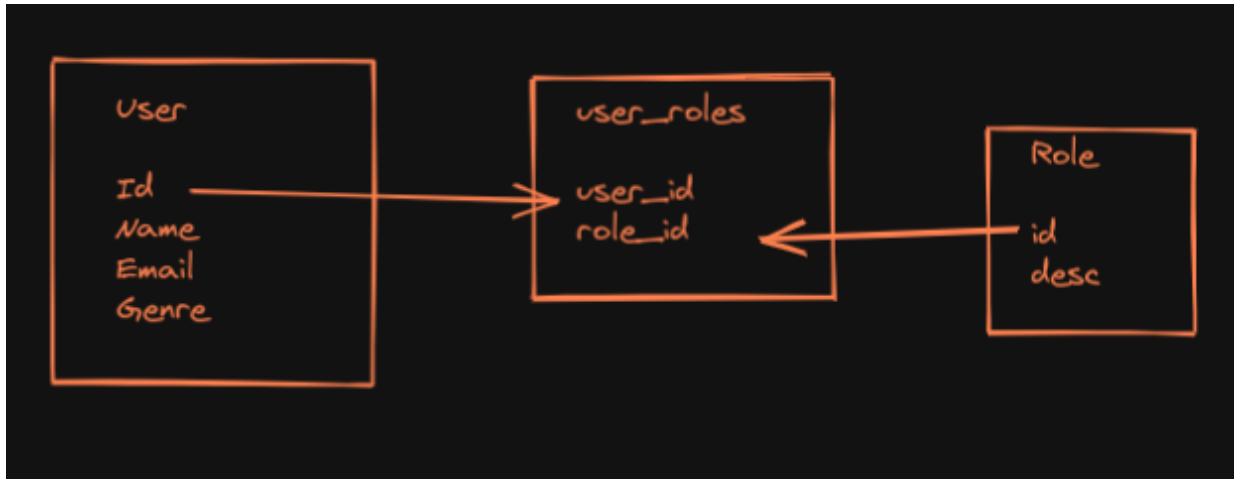 User
Id
Name
Email
Genre
user_roles
user_id
role_id
Role
id
desc